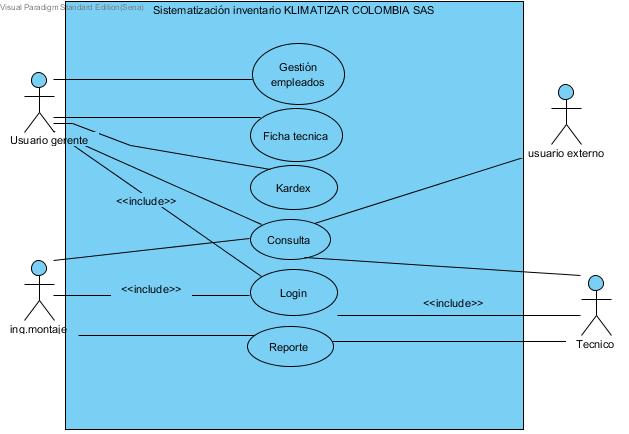 Visual Paradigm Standard Edition(Sena)
Sistematización inventario KLIMATIZAR COLOMBIA SAS
Gestión
empleados
Usuario gerente
Ficha tecnica
usuario externo
Kardex
<<include>>
Consulta
<<include>>
Login
<<include>>
ing.montaje
Reporte
Tecnico